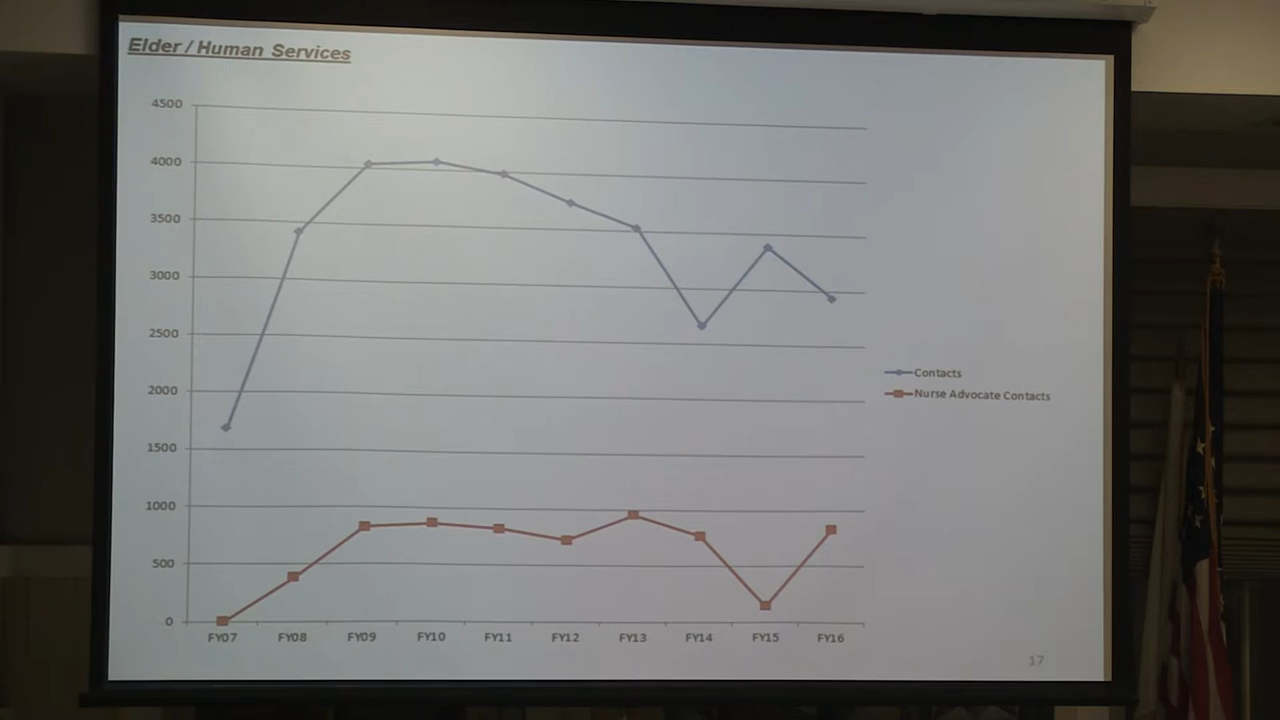 Elder / Human Services
4500
4000
3500
3000
2500
2000
1500
1000
500
0
FY07 FY08 FY09 FY10 FY11 FY12 FY13 FY14 FY15 FY16
Contacts
Nurse Advocate Contacts
17